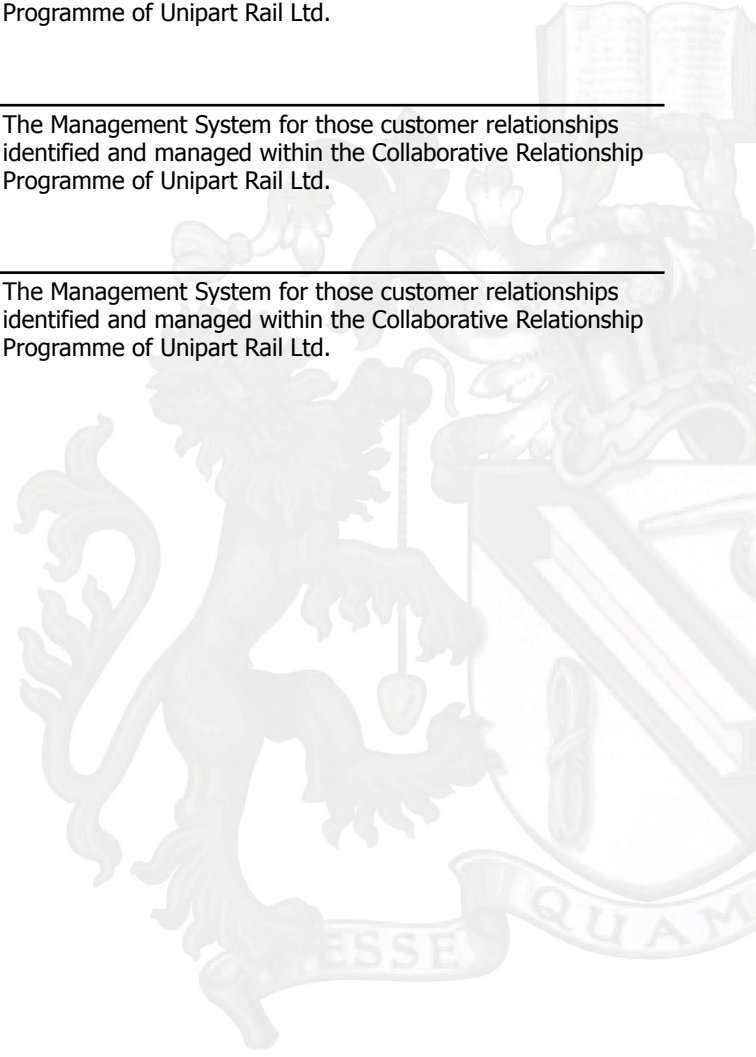 Programme of Unipart Rail Ltd.
The Management System for those customer relationships
identified and managed within the Collaborative Relationship
Programme of Unipart Rail Ltd.
The Management System for those customer relationships
identified and managed within the Collaborative Relationship
Programme of Unipart Rail Ltd.
ESSE
QUAM